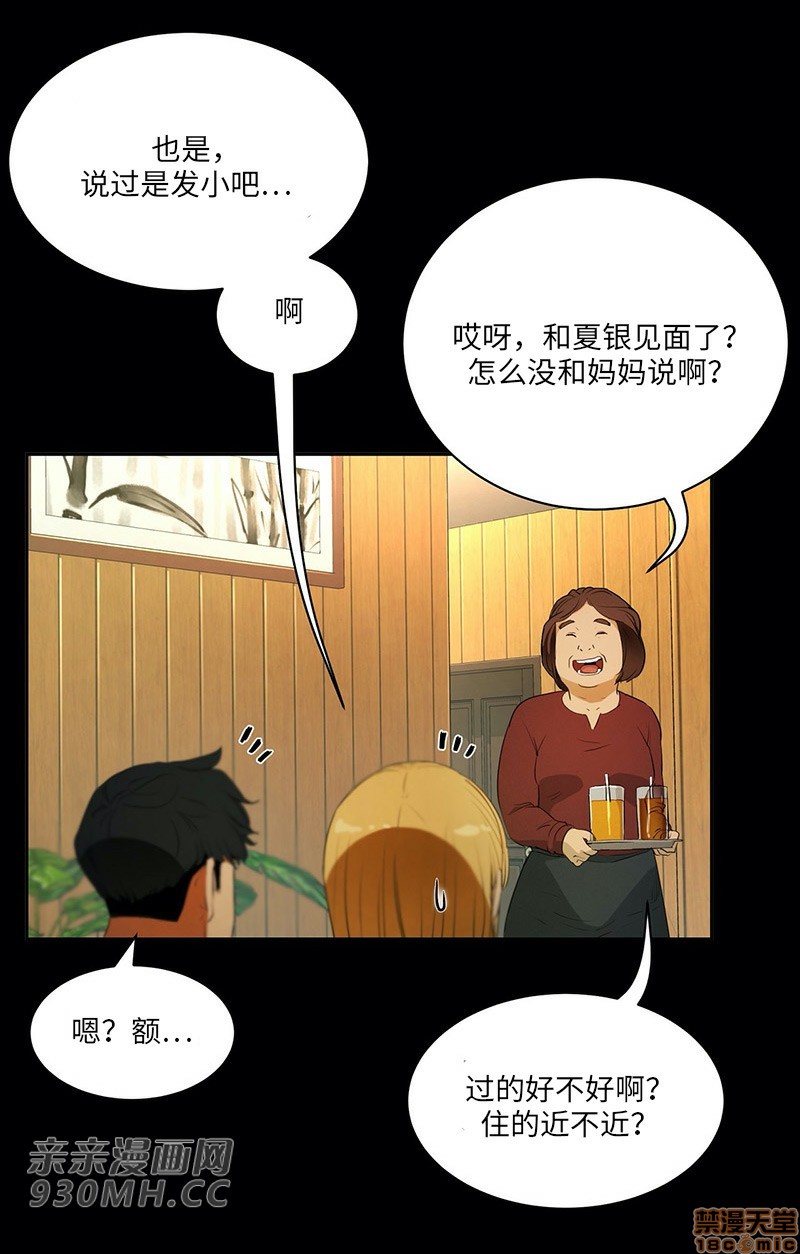 也是，
说过是发小吧...
啊
哎呀，和夏银见面了？
怎么没和妈妈说啊？
嗯？额...
过的好不好啊？
住的近不近？
亲亲漫画网
930MH.CC
禁漫天堂
18comic